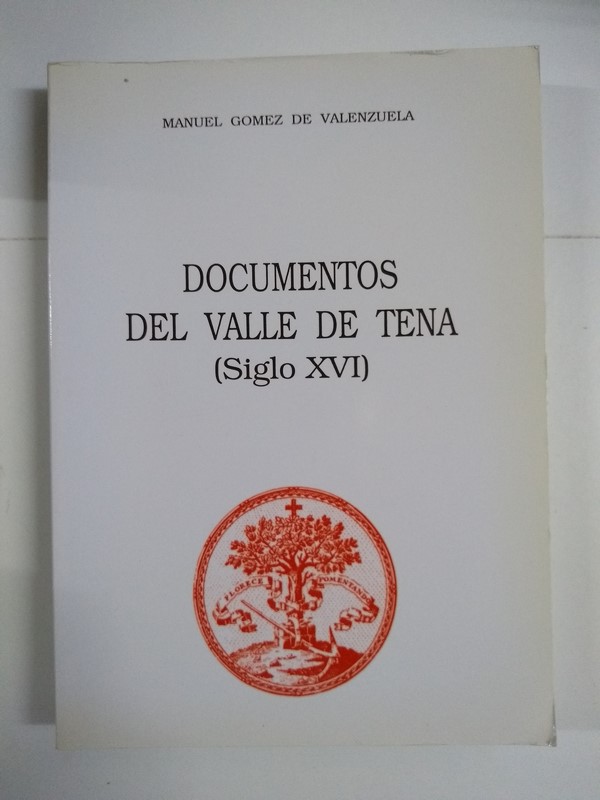 MANUEL GOMEZ DE VALENZUELA
DOCUMENTOS
DEL VALLE DE TENA
(Siglo XVI)
FLORECE FOMENTANDO